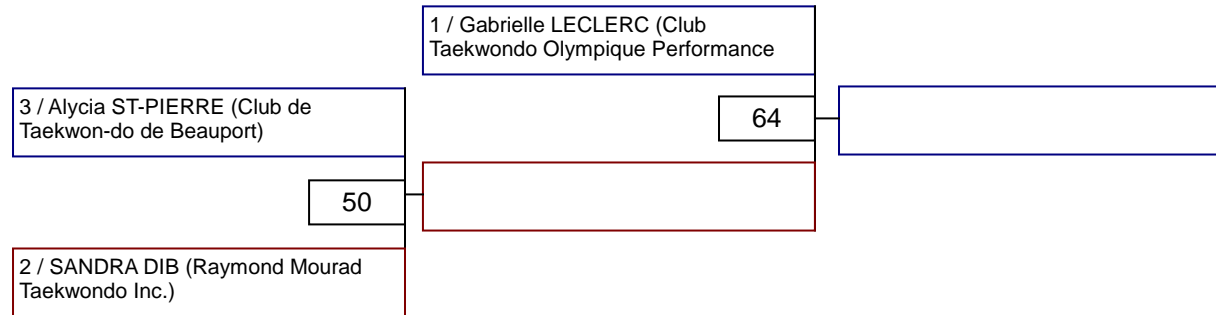 1 / Gabrielle LECLERC (Club
Taekwondo Olympique Performance
3 / Alycia ST-PIERRE (Club de
Taekwon-do de Beauport)
64
50
2 / SANDRA DIB (Raymond Mourad
Taekwondo Inc.)